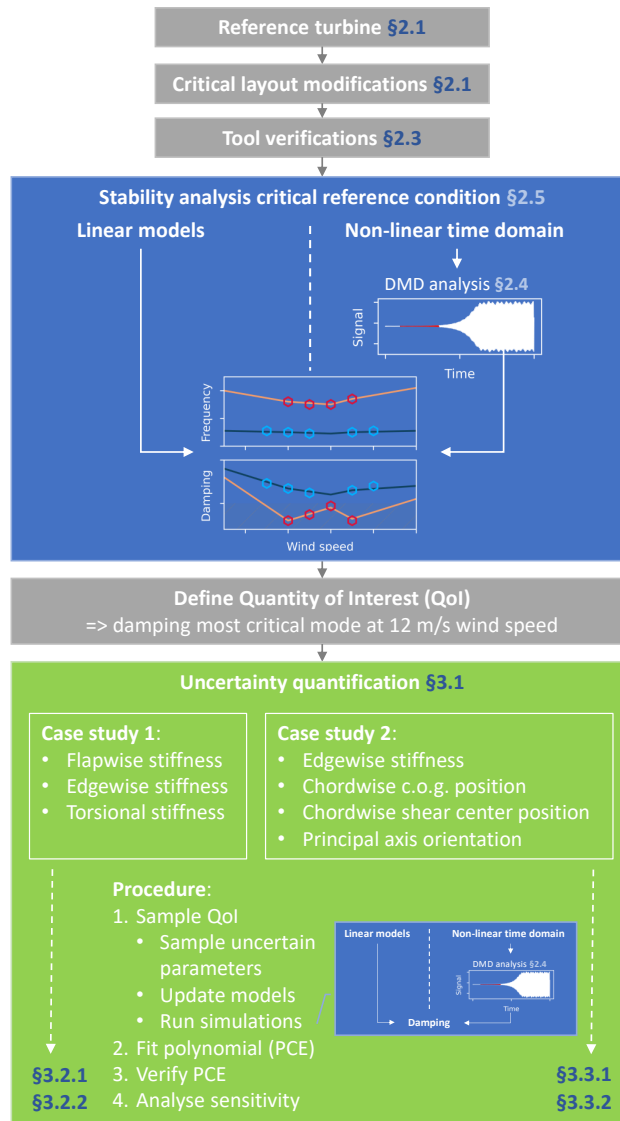 Reference turbine §2.1
Critical layout modifications §2.1
Tool verifications §2.3
Stability analysis critical reference condition §2.5
Linear models
Non-linear time domain
DMD analysis §2.4
Signal
Time
Frequency
Damping
Wind speed
Define Quantity of Interest (QoI)
=> damping most critical mode at 12 m/s wind speed
Uncertainty quantification §3.1
Case study 1:
• Flapwise stiffness
• Edgewise stiffness
• Torsional stiffness
Case study 2:
• Edgewise stiffness
• Chordwise c.o.g. position
• Chordwise shear center position
• Principal axis orientation
Procedure:
1. Sample QoI
• Sample uncertain
parameters
• Update models
• Run simulations
2. Fit polynomial (PCE)
3. Verify PCE
4. Analyse sensitivity
Linear models
Non-linear time domain
DMD analysis §2.4
Signal
Time
Damping
§3.2.1
§3.2.2
§3.3.1
§3.3.2